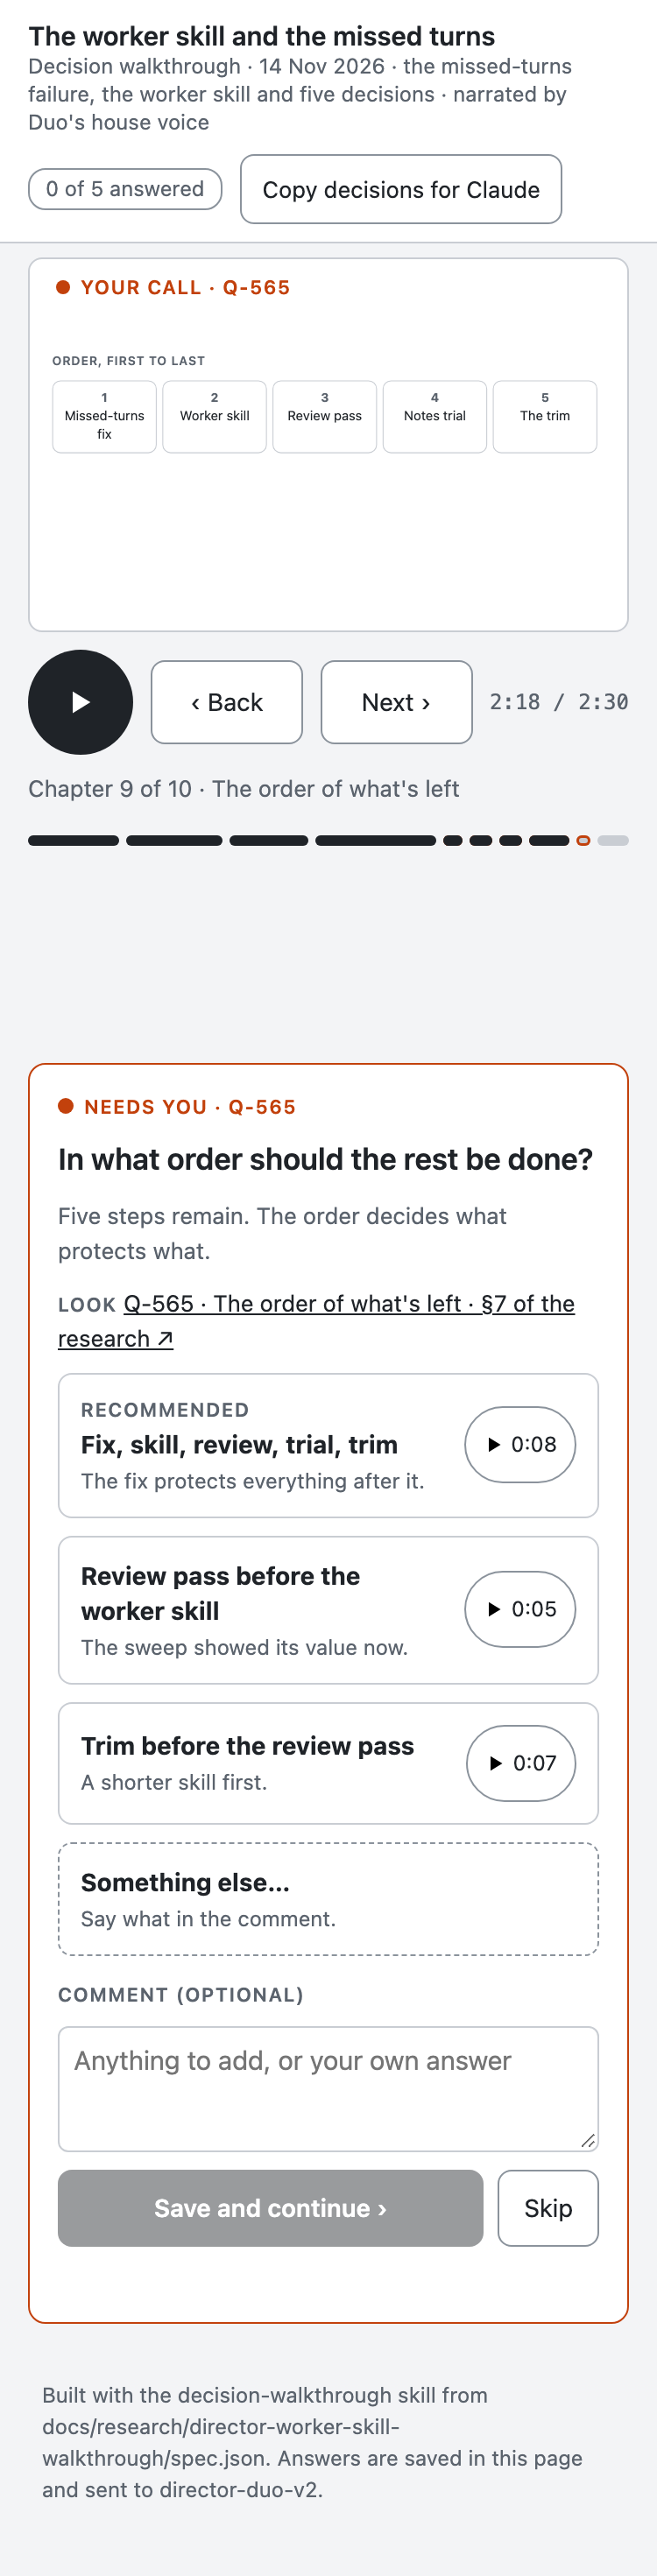 The worker skill and the missed turns
Decision walkthrough · 14 Nov 2026 · the missed-turns
failure, the worker skill and five decisions · narrated by
Duo's house voice
0 of 5 answered
Copy decisions for Claude
YOUR CALL · Q-565
ORDER, FIRST TO LAST
1
Missed-turns
fix
2
Worker skill
3
Review pass
4
Notes trial
5
The trim
‹ Back
Next ›
2:18 / 2:30
Chapter 9 of 10 · The order of what's left
NEEDS YOU · Q-565
In what order should the rest be done?
Five steps remain. The order decides what
protects what.
LOOK Q-565 · The order of what's left · §7 of the
research ↗
RECOMMENDED
Fix, skill, review, trial, trim
The fix protects everything after it.
0:08
Review pass before the
worker skill
The sweep showed its value now.
0:05
Trim before the review pass
A shorter skill first.
0:07
Something else...
Say what in the comment.
COMMENT (OPTIONAL)
Anything to add, or your own answer
Save and continue ›
Skip
Built with the decision-walkthrough skill from
docs/research/director-worker-skill-
walkthrough/spec.json. Answers are saved in this page
and sent to director-duo-v2.